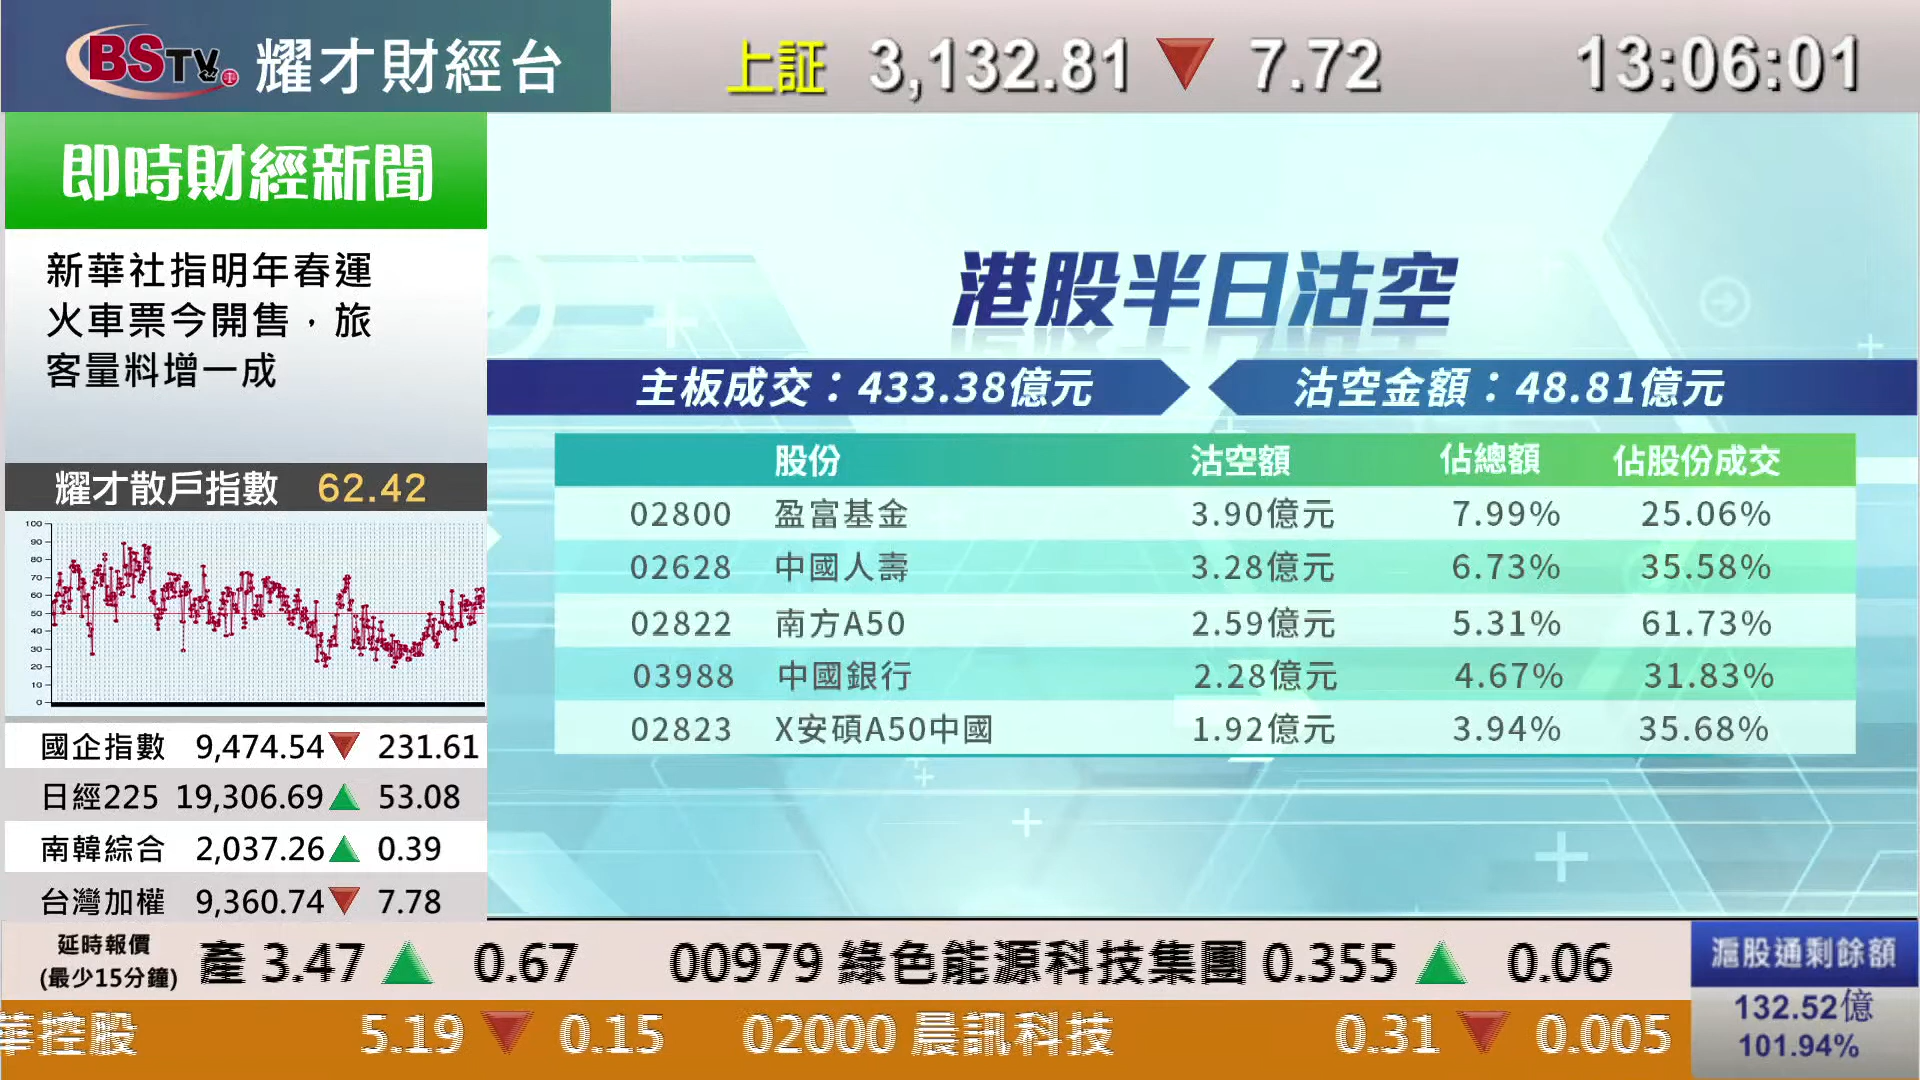 BSTV 耀才財經台
上証 3,132.81 ▼ 7.72
13:06:01
即時財經新聞
新華社指明年春運
火車票今開售，旅
客量料增一成
耀才散戶指數 62.42
100
90
80
70
60
50
40
30
20
10
0
國企指數 9,474.54 ▼ 231.61
日經225 19,306.69 ▲ 53.08
南韓綜合 2,037.26 ▲ 0.39
台灣加權 9,360.74 ▼ 7.78
港股半日沽空
主板成交：433.38億元
沽空金額：48.81億元
股份 沽空額 佔總額 佔股份成交
02800 盈富基金 3.90億元 7.99% 25.06%
02628 中國人壽 3.28億元 6.73% 35.58%
02822 南方A50 2.59億元 5.31% 61.73%
03988 中國銀行 2.28億元 4.67% 31.83%
02823 X安碩A50中國 1.92億元 3.94% 35.68%
延時報價
(最少15分鐘)
產 3.47 ▲ 0.67 00979 綠色能源科技集團 0.355 ▲ 0.06
華控股 5.19 ▼ 0.15 02000 晨訊科技 0.31 ▼ 0.005
滬股通剩餘額
132.52億
101.94%